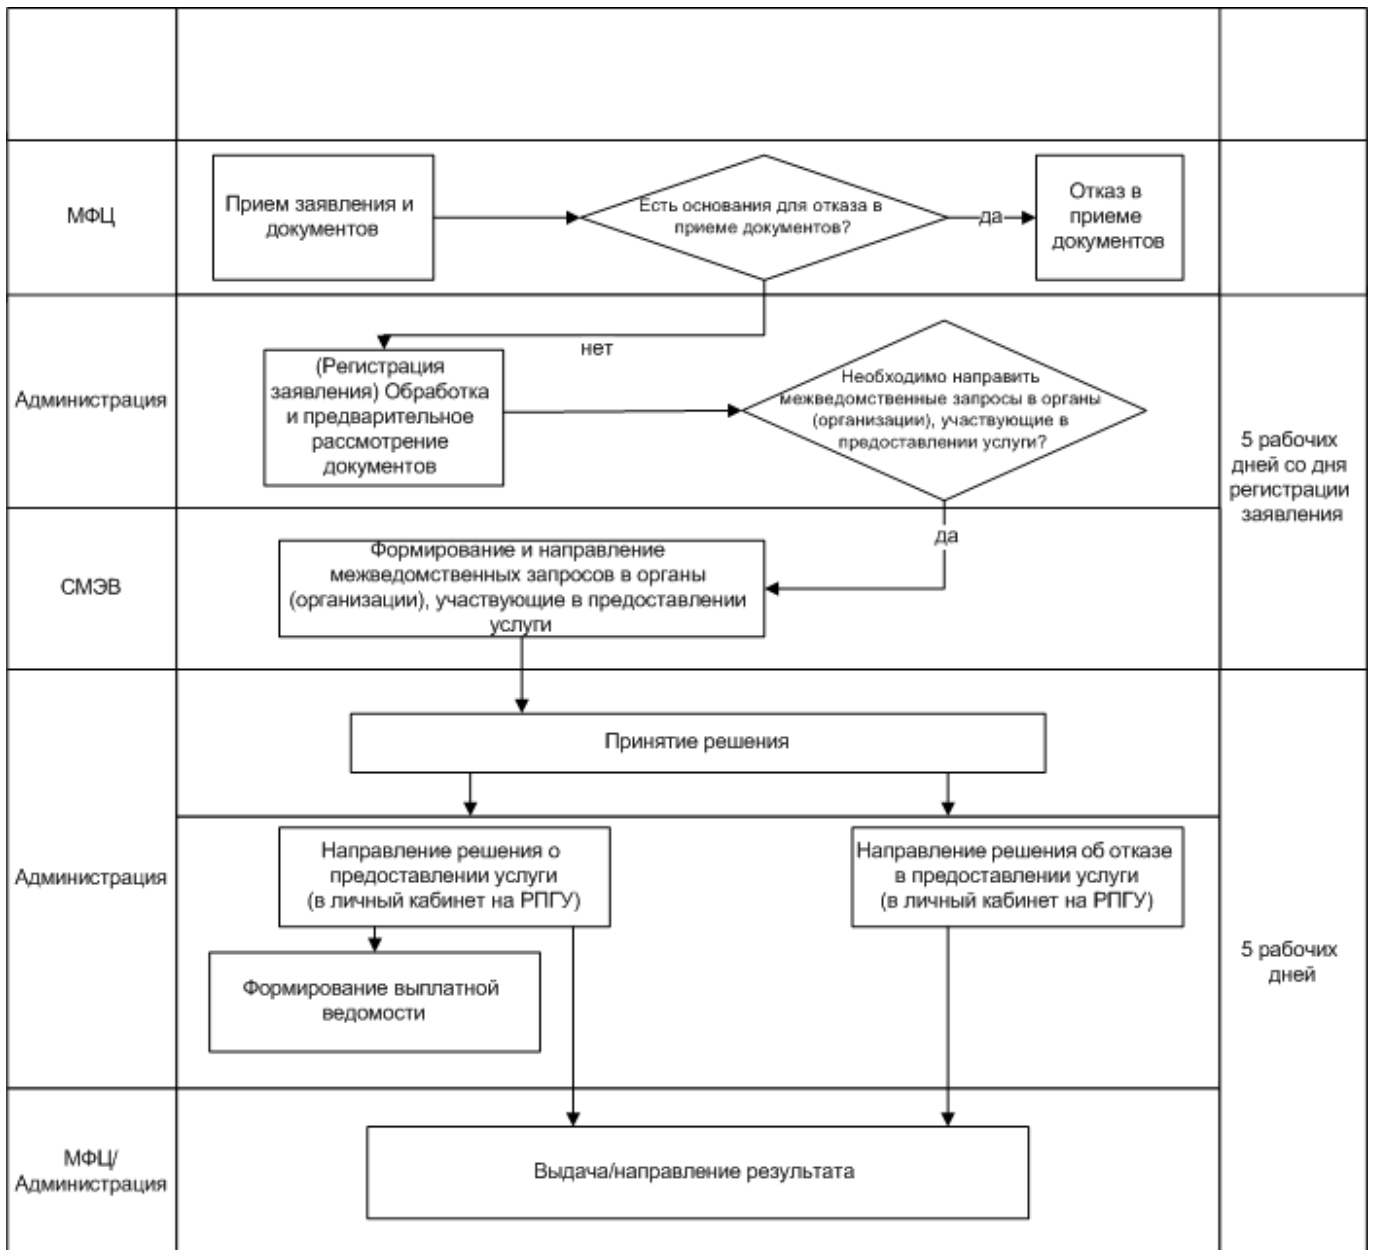 МФЦ
Прием заявления и
документов
Есть основания для отказа в
приеме документов?
да
Отказ в
приеме
документов
Администрация
нет
(Регистрация
заявления) Обработка
и предварительное
рассмотрение
документов
Необходимо направить
межведомственные запросы в органы
(организации), участвующие в
предоставлении услуги?
5 рабочих
дней со дня
регистрации
заявления
СМЭВ
да
Формирование и направление
межведомственных запросов в органы
(организации), участвующие в предоставлении
услуги
Администрация
Принятие решения
Направление решения о
предоставлении услуги
(в личный кабинет на РПГУ)
Направление решения об отказе
в предоставлении услуги
(в личный кабинет на РПГУ)
Формирование выплатной
ведомости
5 рабочих
дней
МФЦ/
Администрация
Выдача/направление результата